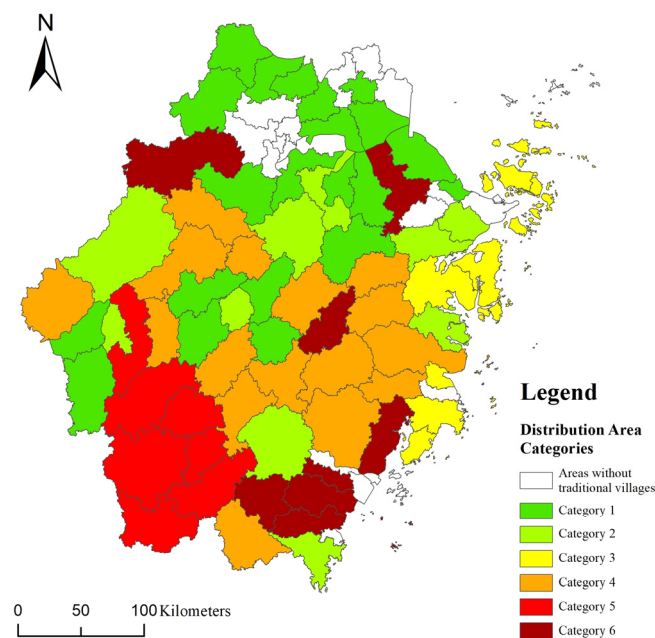 N
Legend
Distribution Area
Categories
Areas without
traditional villages
Category 1
Category 2
Category 3
Category 4
Category 5
Category 6
0 50 100 Kilometers